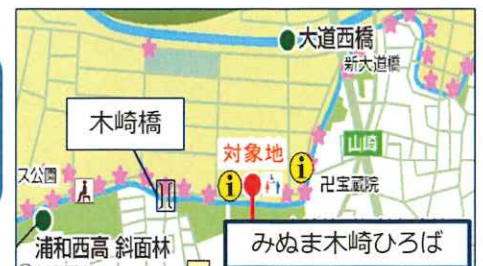 大道西橋
新大道橋
木崎橋
対象地
山崎
ス公園
卍宝蔵院
浦和西高 斜面林
みぬま木崎ひろば